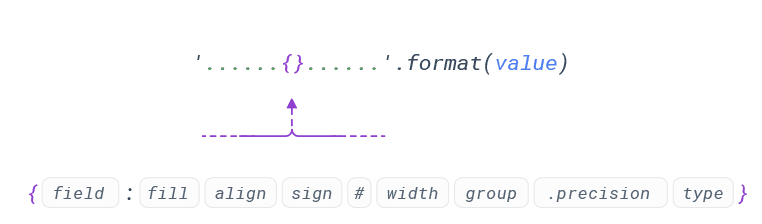 '......{}......'.format(value)
{ field : fill align sign # width group .precision type }